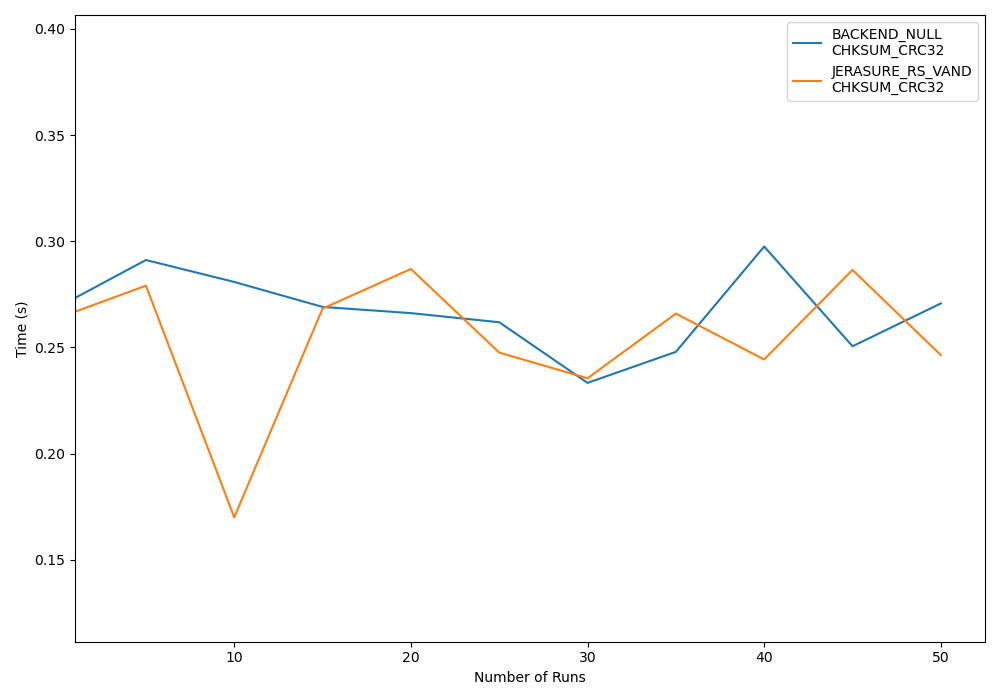 0.40
0.35
0.30
0.25
0.20
0.15
Time (s)
10
20
30
40
50
Number of Runs
BACKEND_NULL
CHKSUM_CRC32
JERASURE_RS_VAND
CHKSUM_CRC32